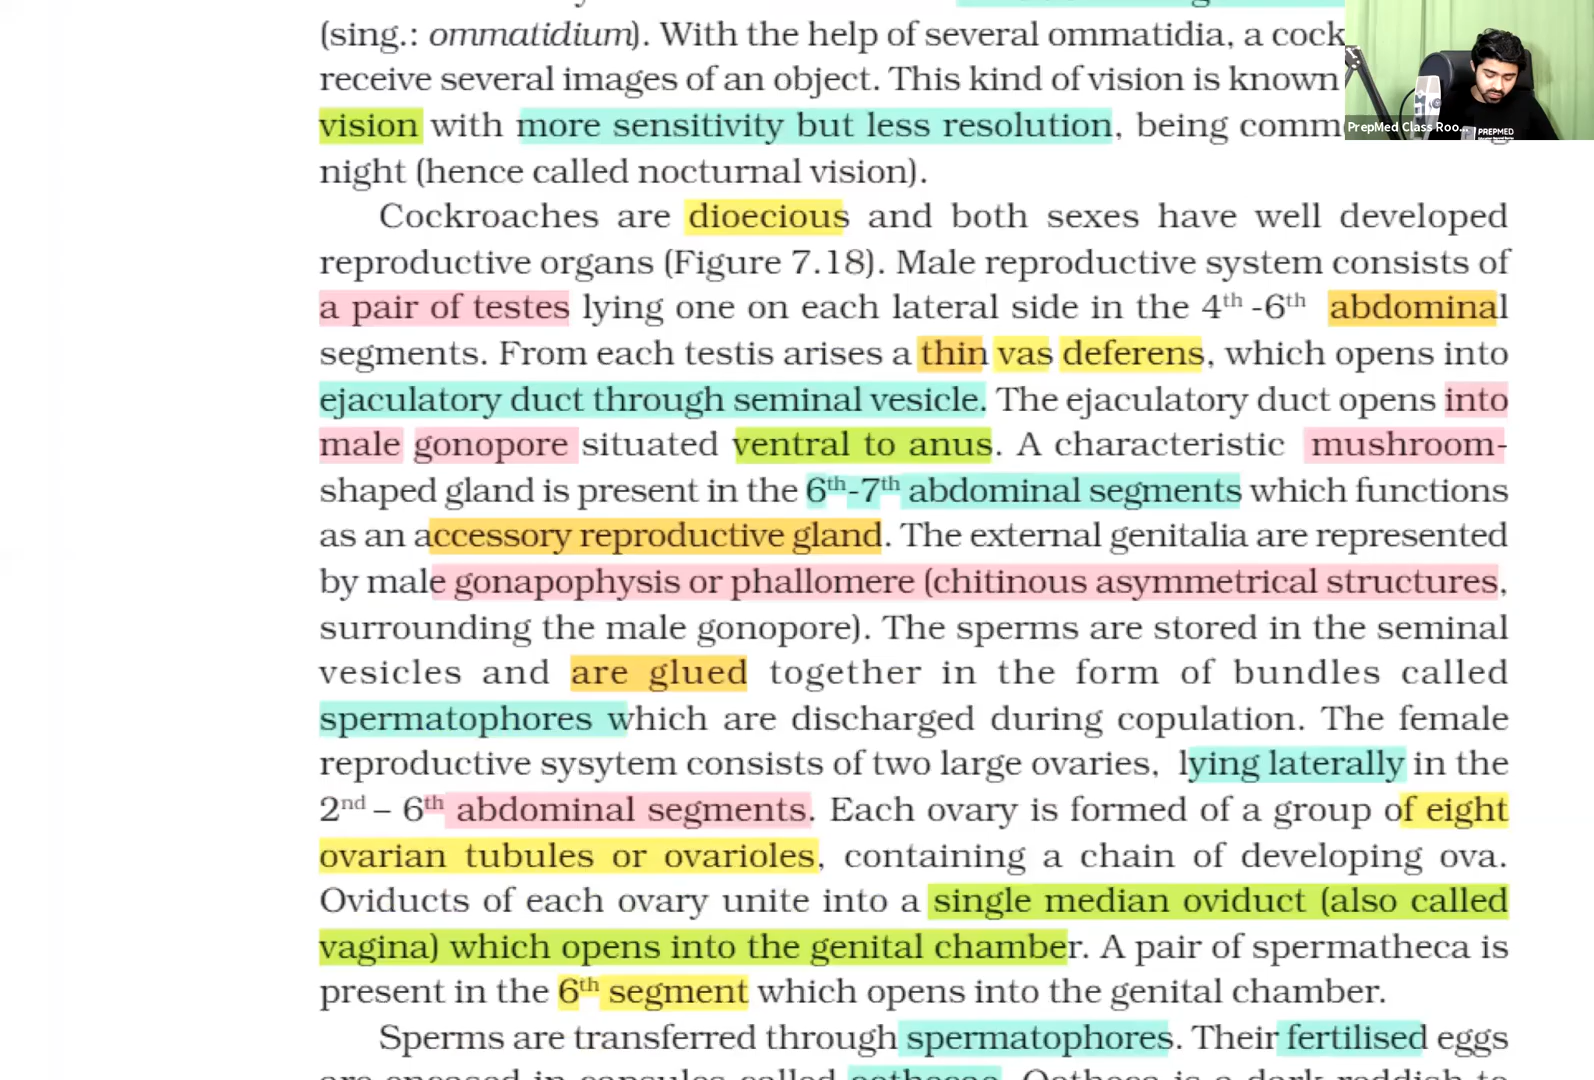 (sing.: ommatidium). With the help of several ommatidia, a cock
receive several images of an object. This kind of vision is known
vision with more sensitivity but less resolution, being comm
night (hence called nocturnal vision).
Cockroaches are dioecious and both sexes have well developed
reproductive organs (Figure 7.18). Male reproductive system consists of
a pair of testes lying one on each lateral side in the 4th -6th abdominal
segments. From each testis arises a thin vas deferens, which opens into
ejaculatory duct through seminal vesicle. The ejaculatory duct opens into
male gonopore situated ventral to anus. A characteristic mushroom-
shaped gland is present in the 6th-7th abdominal segments which functions
as an accessory reproductive gland. The external genitalia are represented
by male gonapophysis or phallomere (chitinous asymmetrical structures,
surrounding the male gonopore). The sperms are stored in the seminal
vesicles and are glued together in the form of bundles called
spermatophores which are discharged during copulation. The female
reproductive sysytem consists of two large ovaries, lying laterally in the
2nd – 6th abdominal segments. Each ovary is formed of a group of eight
ovarian tubules or ovarioles, containing a chain of developing ova.
Oviducts of each ovary unite into a single median oviduct (also called
vagina) which opens into the genital chamber. A pair of spermatheca is
present in the 6th segment which opens into the genital chamber.
Sperms are transferred through spermatophores. Their fertilised eggs
are encased in capsules called oothecae. Ootheca is a dark reddish to
PrepMed Class Roo...
PREPMED